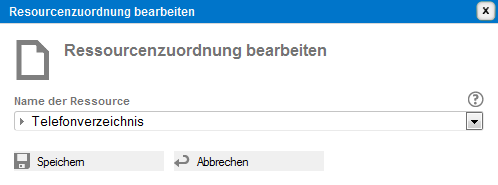 Resourcenzuordnung bearbeiten
x
Ressourcenzuordnung bearbeiten
Name der Ressource
?
Telefonverzeichnis
Speichern
Abbrechen